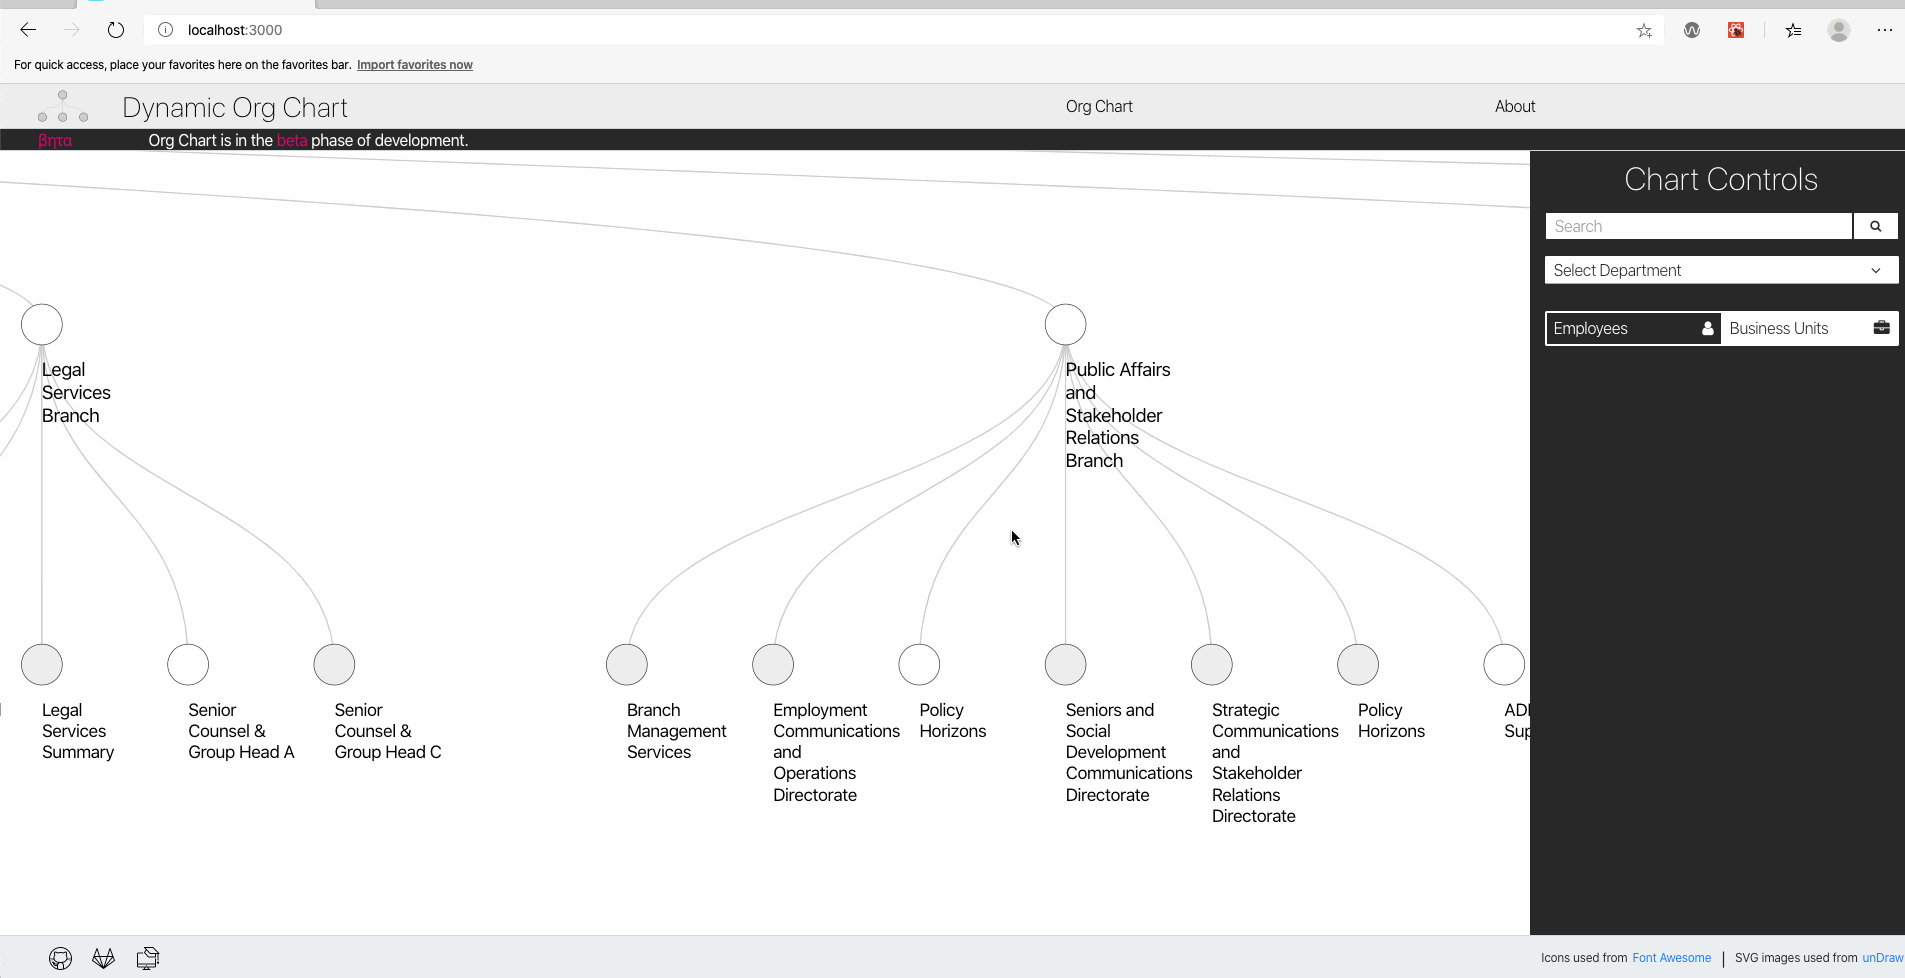 localhost:3000
For quick access, place your favorites here on the favorites bar. Import favorites now
Dynamic Org Chart
Org Chart
About
βητα
Org Chart is in the beta phase of development.
Chart Controls
Search
Select Department
Employees
Business Units
Legal
Services
Branch
Public Affairs
and
Stakeholder
Relations
Branch
Legal
Services
Summary
Senior
Counsel &
Group Head A
Senior
Counsel &
Group Head C
Branch
Management
Services
Employment
Communications
and
Operations
Directorate
Policy
Horizons
Seniors and
Social
Development
Communications
Directorate
Strategic
Communications
and
Stakeholder
Relations
Directorate
Policy
Horizons
Icons used from Font Awesome | SVG images used from unDraw